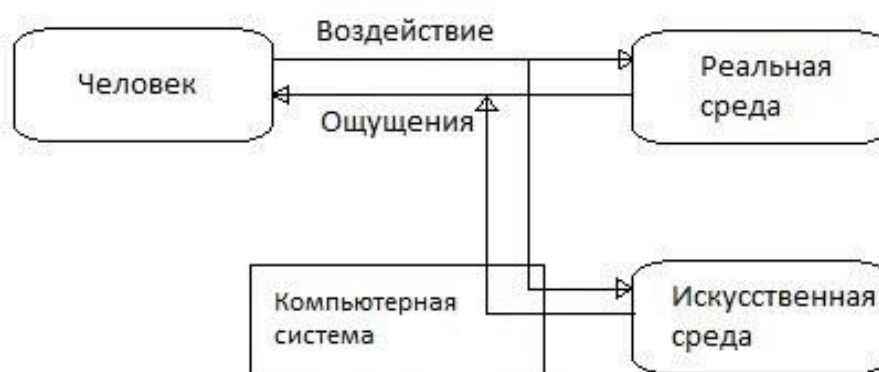 Воздействие
Человек
Реальная
среда
Ощущения
Компьютерная
система
Искусственная
среда